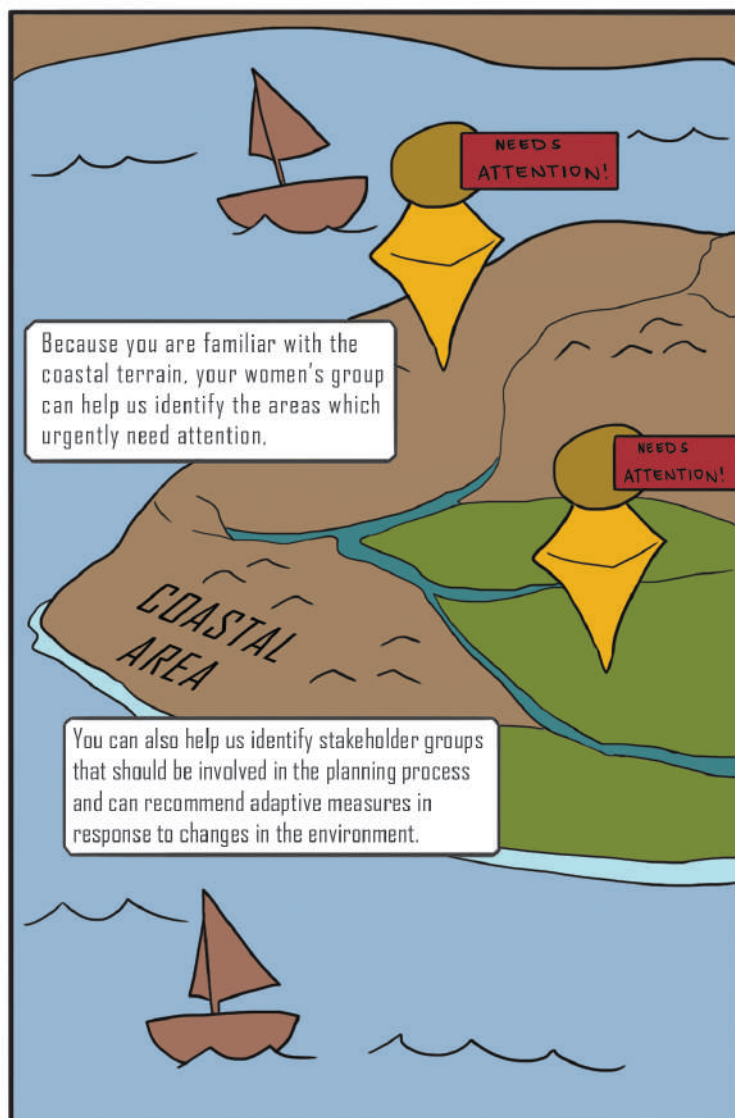 NEEDS
ATTENTION!
Because you are familiar with the
coastal terrain, your women's group
can help us identify the areas which
urgently need attention.
NEEDS
ATTENTION!
COASTAL
AREA
You can also help us identify stakeholder groups
that should be involved in the planning process
and can recommend adaptive measures in
response to changes in the environment.